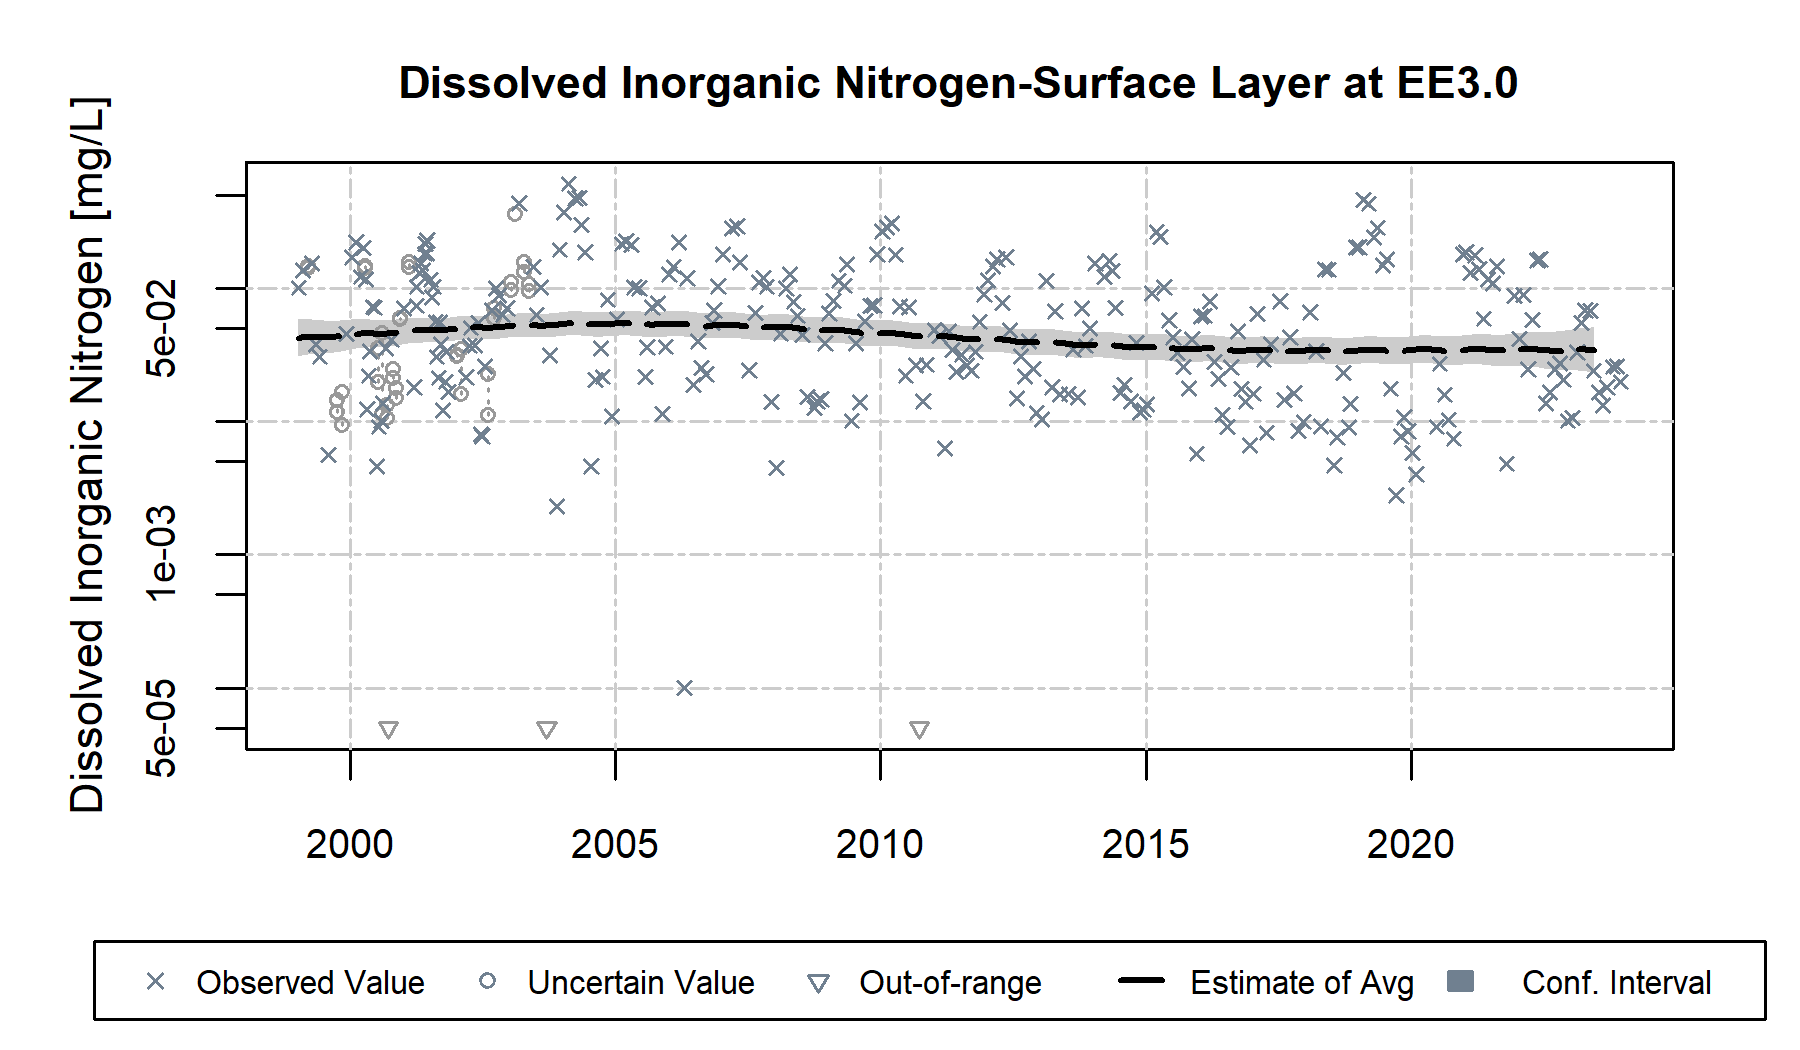 Dissolved Inorganic Nitrogen-Surface Layer at EE3.0
Dissolved Inorganic Nitrogen [mg/L]
5e-02
1e-03
5e-05
2000
2005
2010
2015
2020
Observed Value
Uncertain Value
Out-of-range
Estimate of Avg
Conf. Interval